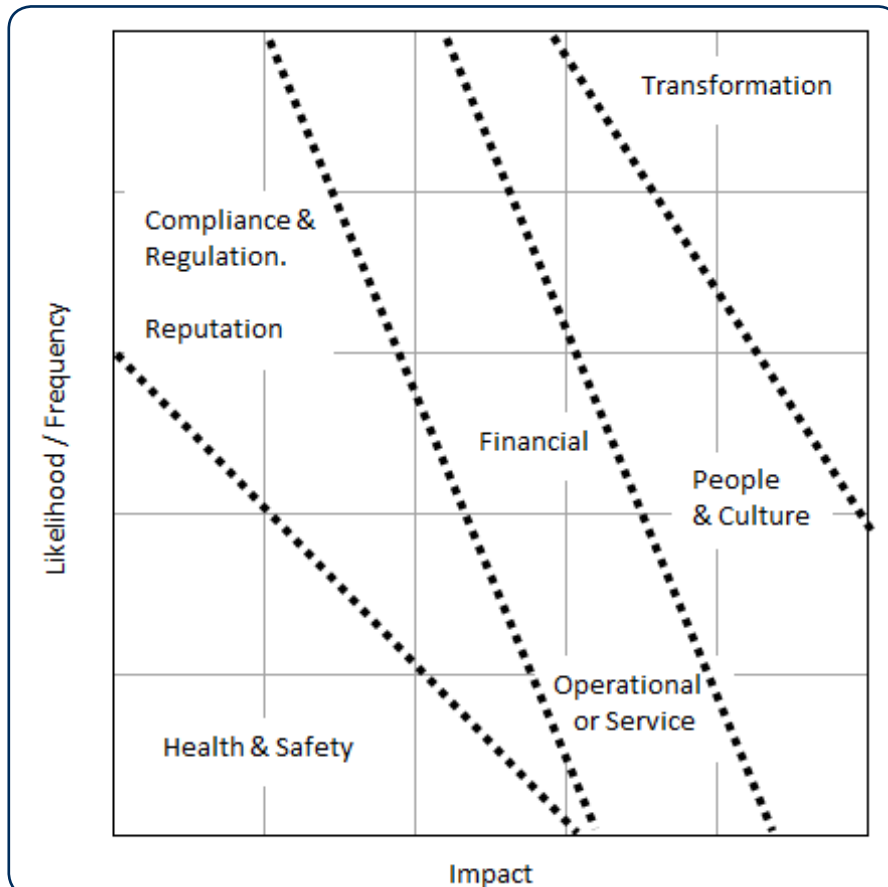 Transformation
Compliance &
Regulation.
Reputation
Likelihood / Frequency
Financial
People
& Culture
Operational
or Service
Health & Safety
Impact